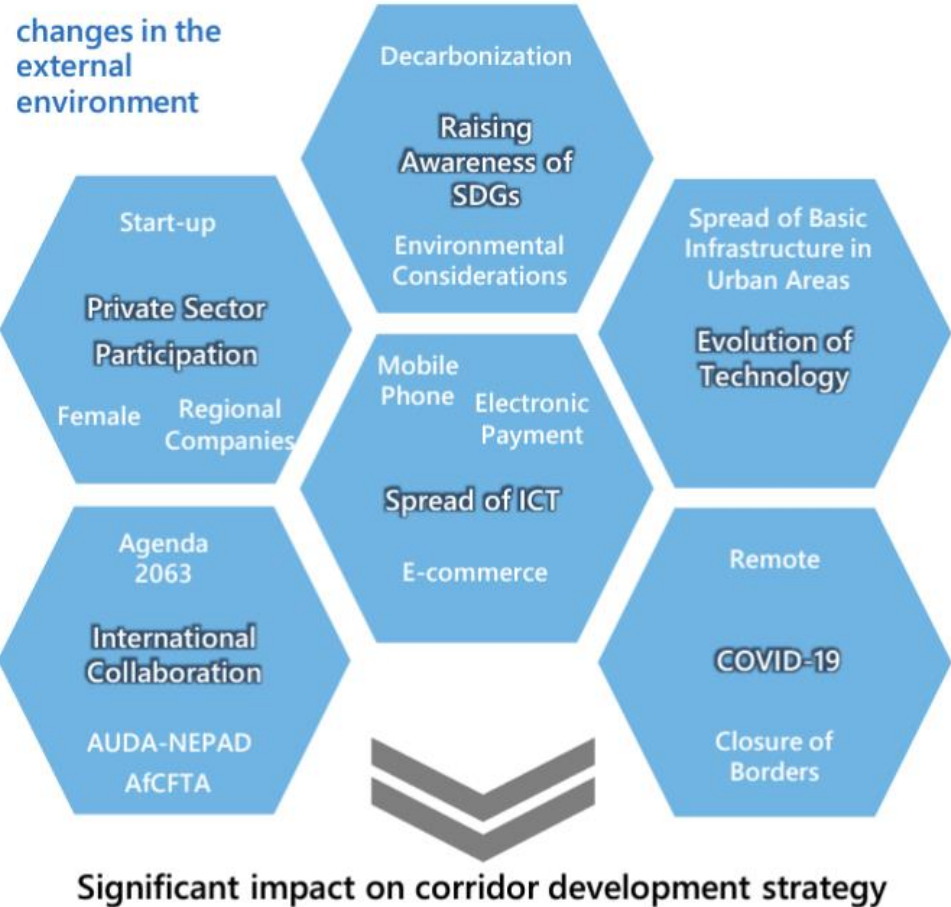 changes in the
external
environment
Decarbonization
Raising
Awareness of
SDGs
Environmental
Considerations
Start-up
Private Sector
Participation
Female
Regional
Companies
Spread of Basic
Infrastructure in
Urban Areas
Evolution of
Technology
Mobile
Phone
Electronic
Payment
Spread of ICT
E-commerce
Agenda
2063
International
Collaboration
AUDA-NEPAD
AfCFTA
Remote
COVID-19
Closure of
Borders
Significant impact on corridor development strategy